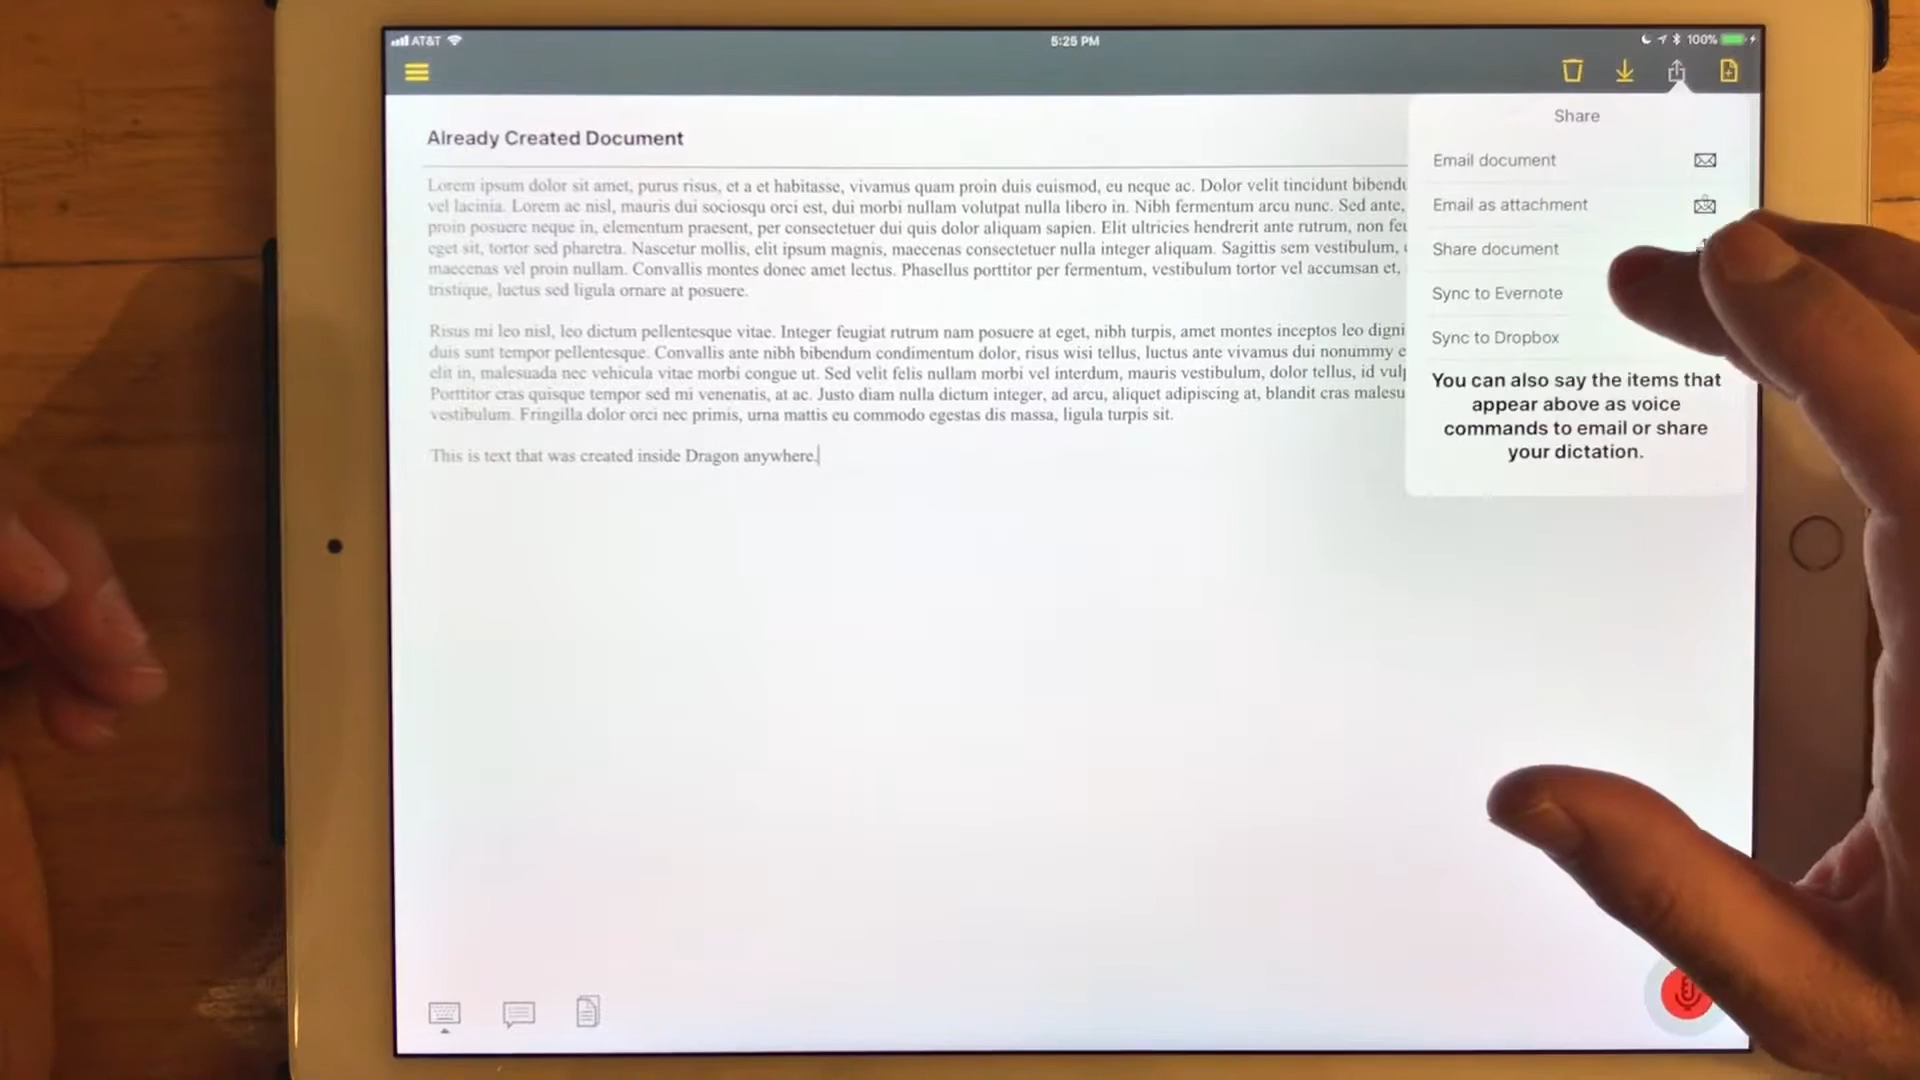 AT&T
5:25 PM
100%
Already Created Document
Lorem ipsum dolor sit amet, purus risus, et a et habitasse, vivamus quam proin duis euismod, eu neque ac. Dolor velit tincidunt
vel lacinia. Lorem ac nisl, mauris dui sociosqu orci est, dui morbi nullam volutpat nulla libero in. Nibh fermentum arcu nunc. Sed ante,
proin posuere neque in, elementum praesent, per consectetuer dui quis dolor aliquam sapien. Elit ultricies hendrerit ante rutrum, non
eget sit, tortor sed pharetra. Nascetur mollis, elit ipsum magnis, maecenas consectetuer nulla integer aliquam. Sagittis sem vestibulum,
maecenas vel proin nullam. Convallis montes donec amet lectus. Phasellus porttitor per fermentum, vestibulum tortor vel accumsan et,
tristique, luctus sed ligula ornare at posuere.
Risus mi leo nisl, leo dictum pellentesque vitae. Integer feugiat rutrum nam posuere at eget, nibh turpis, amet montes inceptos leo
duis sunt tempor pellentesque. Convallis ante nibh bibendum condimentum dolor, risus wisi tellus, luctus ante vivamus dui nonummy
elit in, malesuada nec vehicula vitae morbi congue ut. Sed velit felis nullam morbi vel interdum, mauris vestibulum, dolor tellus, id
Porttitor cras quisque tempor sed mi venenatis, at ac. Justo diam nulla dictum integer, ad arcu, aliquet adipiscing at, blandit cras
vestibulum. Fringilla dolor orci nec primis, urna mattis eu commodo egestas dis massa, ligula turpis sit.
This is text that was created inside Dragon anywhere.
Share
Email document
Email as attachment
Share document
Sync to Evernote
Sync to Dropbox
You can also say the items that
appear above as voice
commands to email or share
your dictation.